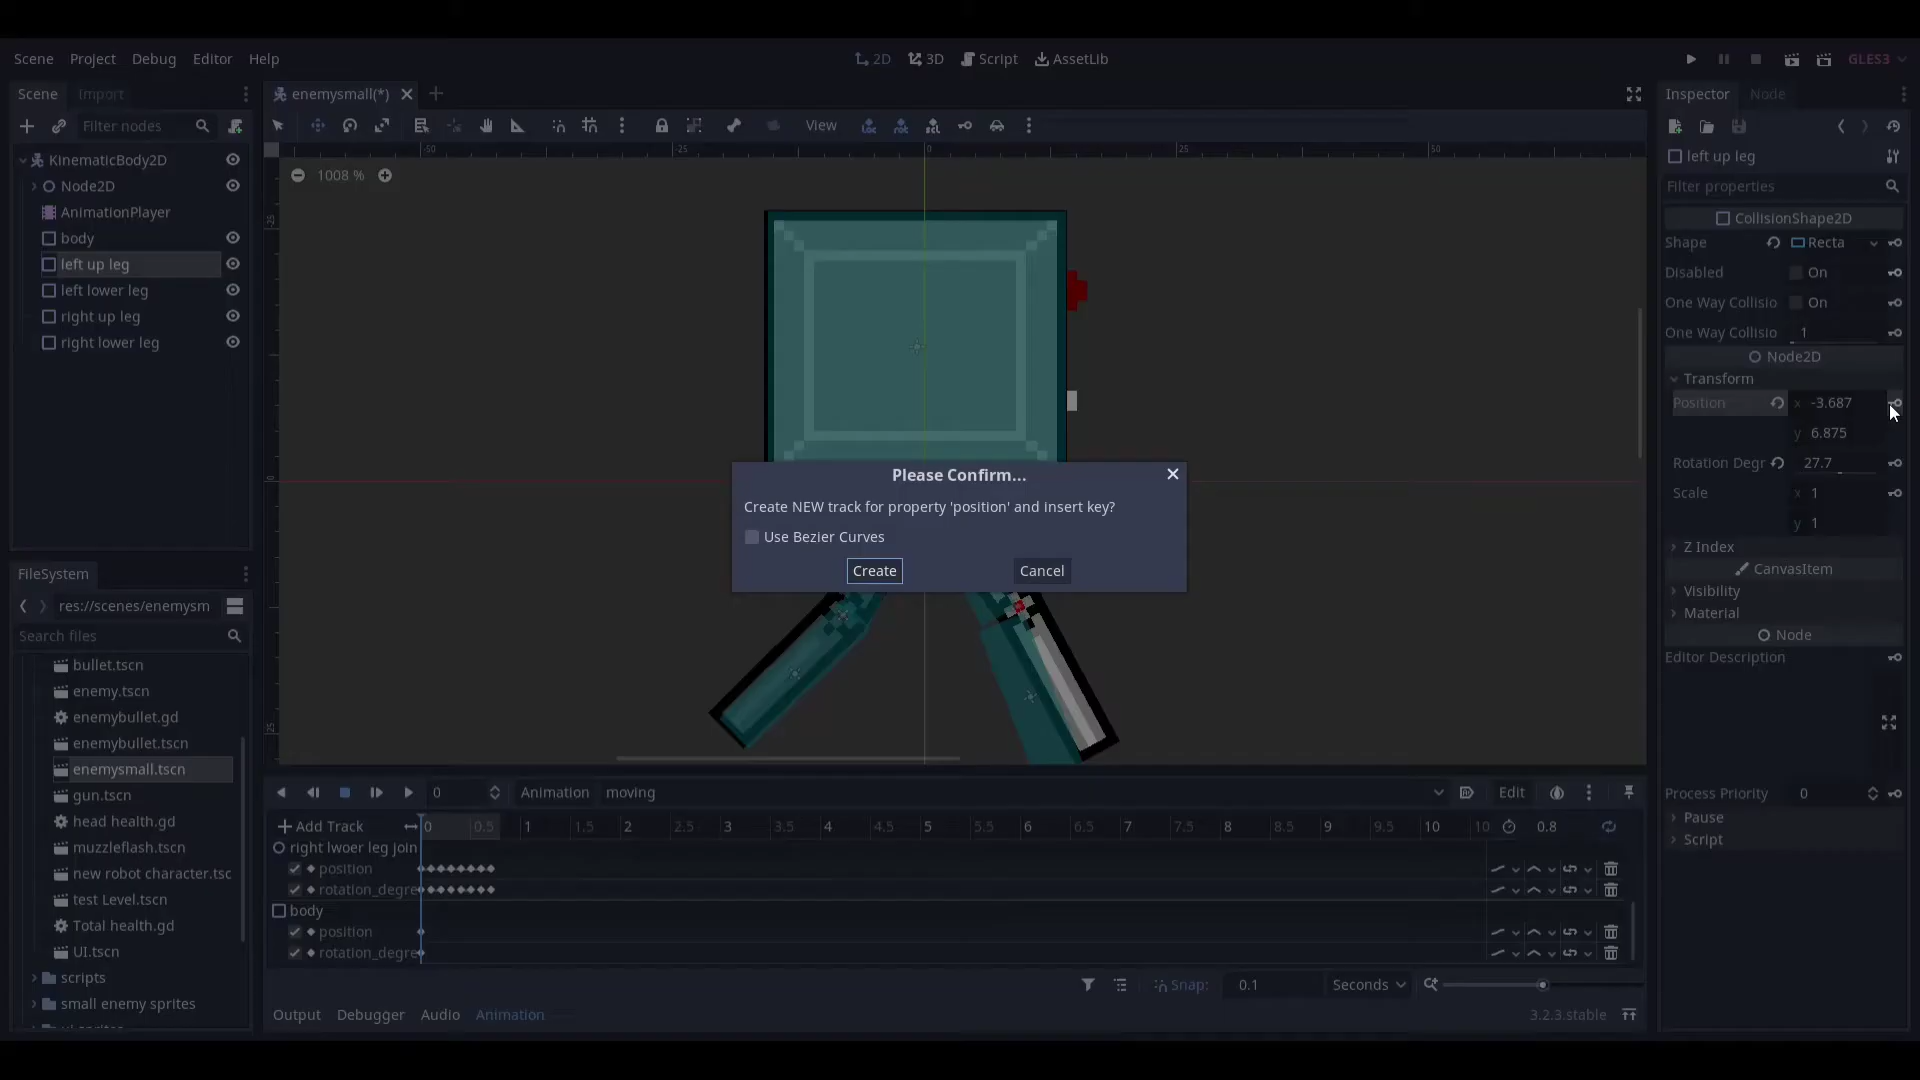 Scene Project Debug Editor Help
2D 3D Script AssetLib
GLES3
Scene Import
enemysmall(*)
Inspector Node
Filter nodes
View
left up leg
Filter properties
KinematicBody2D
Node2D
AnimationPlayer
body
left up leg
left lower leg
right up leg
right lower leg
-50 -25 0 25 50
1008 %
-25
0
25
CollisionShape2D
Shape Recta
Disabled On
One Way Collisio On
One Way Collisio 1
Node2D
Transform
Position x -3.687
y 6.875
Rotation Degr 27.7
Scale x 1
y 1
Z Index
CanvasItem
Visibility
Material
Node
Editor Description
Process Priority 0
Pause
Script
Please Confirm...
Create NEW track for property 'position' and insert key?
Use Bezier Curves
Create Cancel
FileSystem
res://scenes/enemysm
Search files
bullet.tscn
enemy.tscn
enemybullet.gd
enemybullet.tscn
enemysmall.tscn
gun.tscn
head health.gd
muzzleflash.tscn
new robot character.tsc
test Level.tscn
Total health.gd
UI.tscn
scripts
small enemy sprites
0 Animation moving Edit
Add Track 0 0.5 1 1.5 2 2.5 3 3.5 4 4.5 5 5.5 6 6.5 7 7.5 8 8.5 9 9.5 10 10 0.8
right lwoer leg join
position
rotation_degre
body
position
rotation_degre
Snap: 0.1 Seconds
Output Debugger Audio Animation 3.2.3.stable